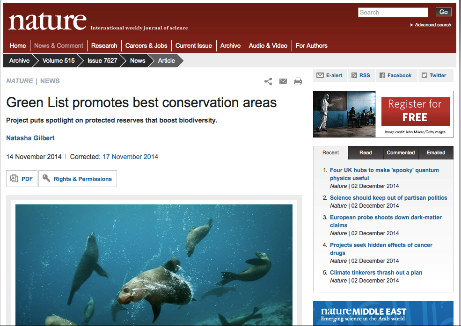 nature International weekly journal of science
Search Go
Advanced search
Home News & Comment Research Careers & Jobs Current Issue Archive Audio & Video For Authors
Archive Volume 515 Issue 7527 News Article
NATURE | NEWS
Green List promotes best conservation areas
Project puts spotlight on protected reserves that boost biodiversity.
Natasha Gilbert
14 November 2014 | Corrected: 17 November 2014
PDF Rights & Permissions
E-alert RSS Facebook Twitter
Register for
FREE
Recent Read Commented Emailed
1. Four UK hubs to make 'spooky' quantum
physics useful
Nature | 02 December 2014
2. Science should keep out of partisan politics
Nature | 02 December 2014
3. European probe shoots down dark-matter
claims
Nature | 02 December 2014
4. Projects seek hidden effects of cancer
drugs
Nature | 02 December 2014
5. Climate tinkerers thrash out a plan
Nature | 02 December 2014
nature MIDDLE EAST
Emerging science in the Arab world